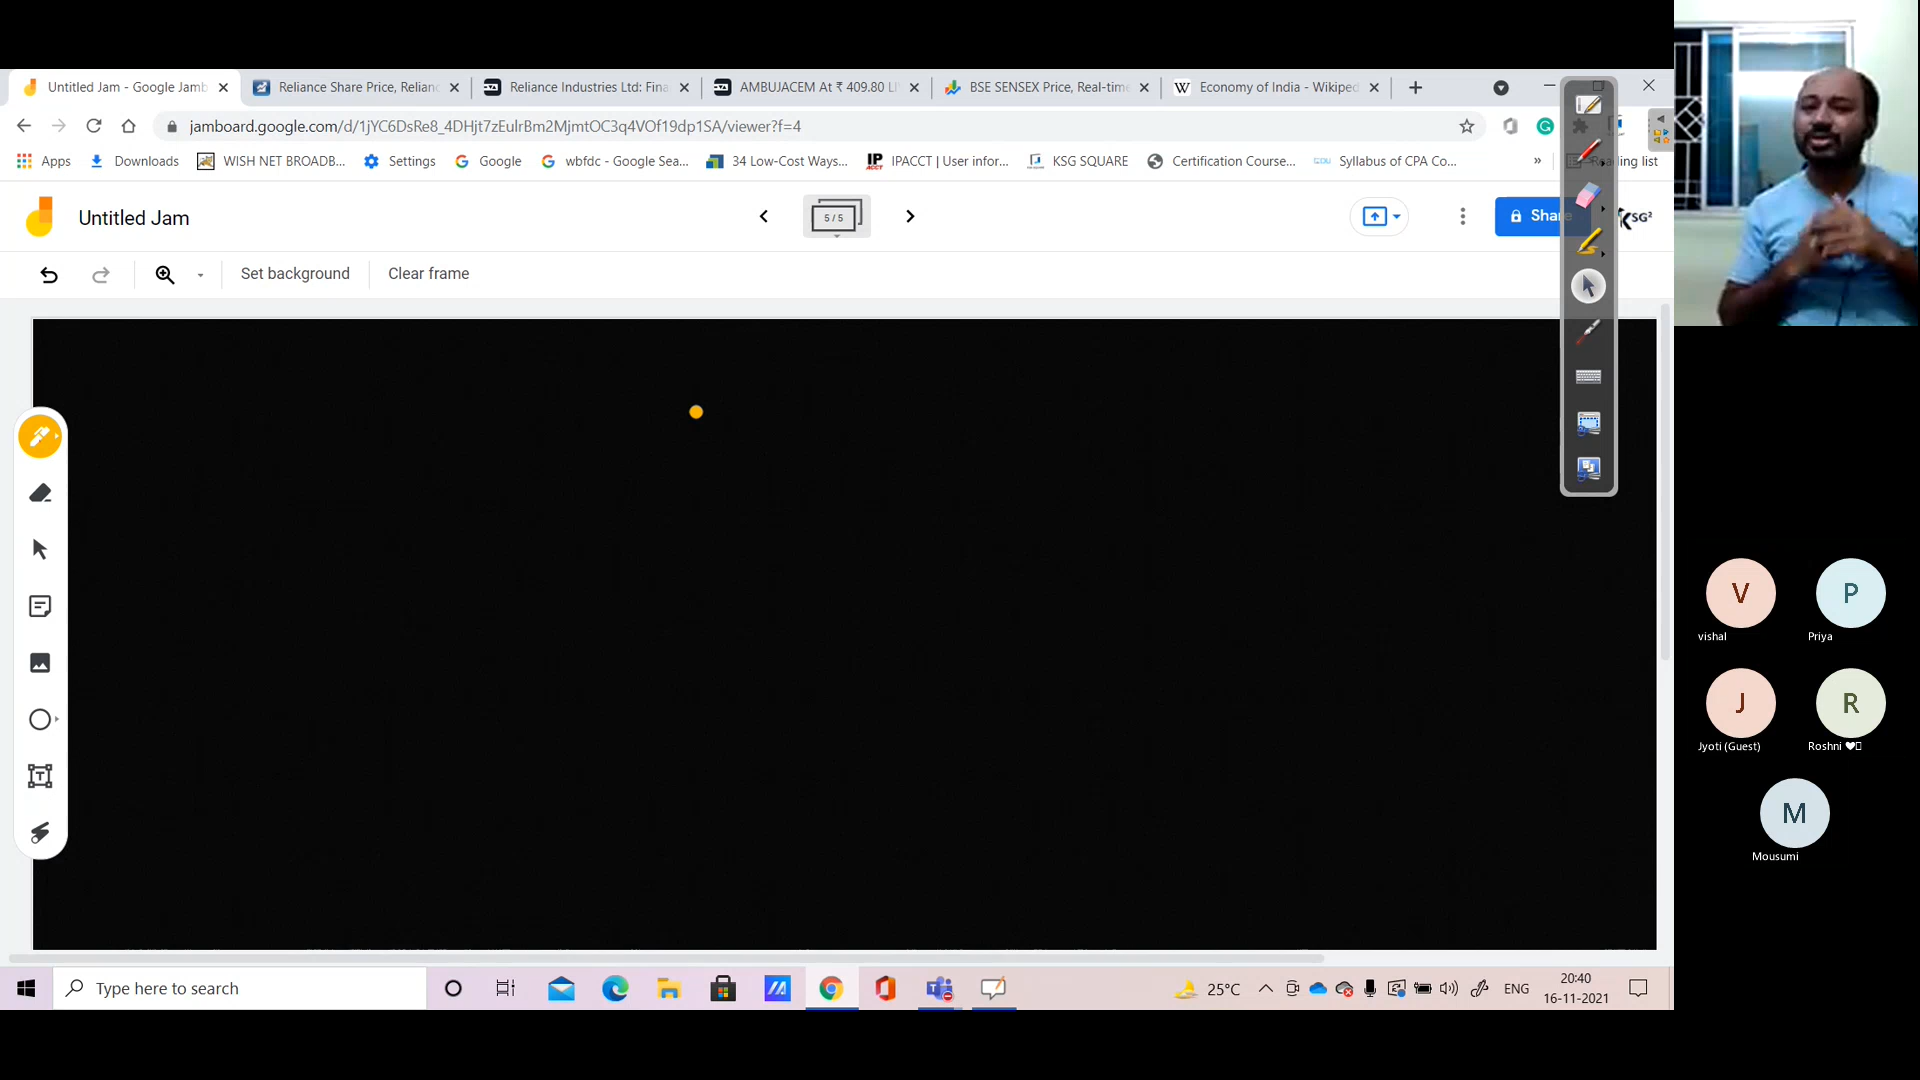 Untitled Jam - Google Jamb
Reliance Share Price, Relianc
Reliance Industries Ltd: Fina
AMBUJACEM At ₹ 409.80 LI
BSE SENSEX Price, Real-time
Economy of India - Wikiped
jamboard.google.com/d/1jYC6DsRe8_4DHjt7zEulrBm2MjmtOC3q4VOf19dp1SA/viewer?f=4
Apps
Downloads
WISH NET BROADB...
Settings
Google
wbfdc - Google Sea...
34 Low-Cost Ways...
IPACCT | User infor...
KSG SQUARE
Certification Course...
Syllabus of CPA Co...
»
Reading list
Untitled Jam
5 / 5
Share
KSG²
Set background
Clear frame
V
vishal
P
Priya
J
Jyoti (Guest)
R
Roshni ❤
M
Mousumi
Type here to search
25°C
ENG
20:40
16-11-2021